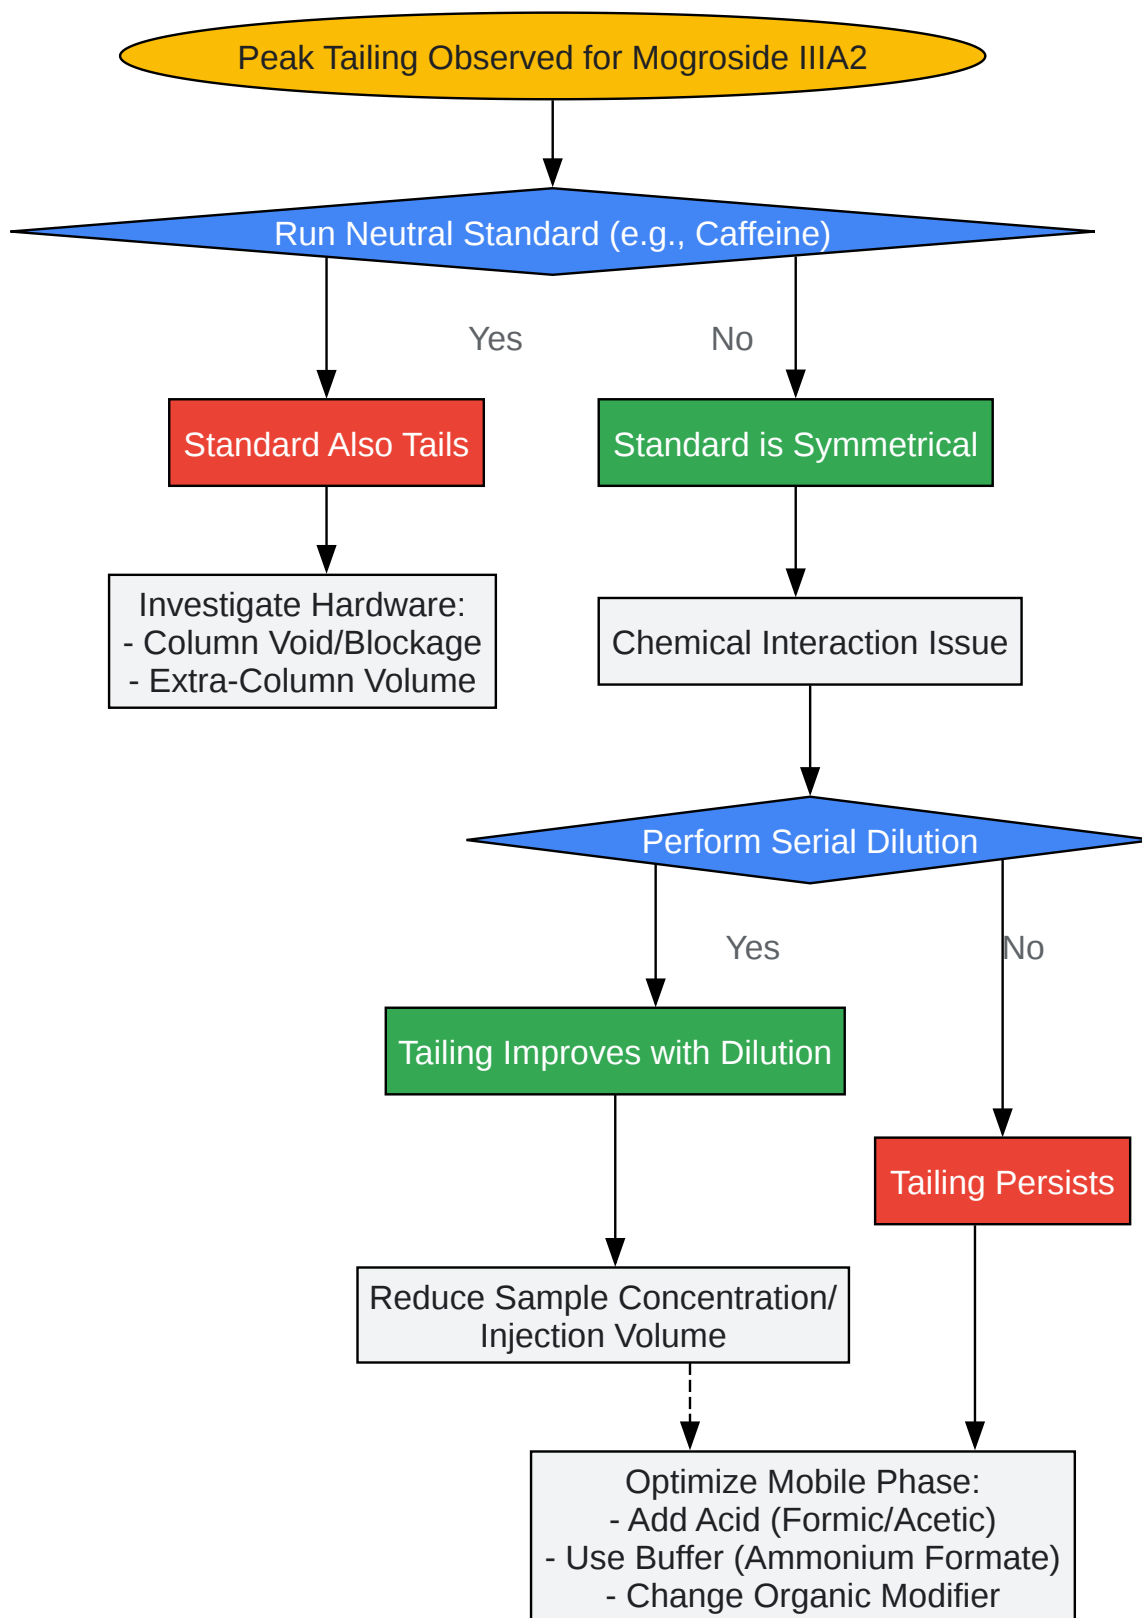 Peak Tailing Observed for Mogroside IIIA2
Run Neutral Standard (e.g., Caffeine)
Yes
No
Standard Also Tails
Standard is Symmetrical
Investigate Hardware:
- Column Void/Blockage
- Extra-Column Volume
Chemical Interaction Issue
Perform Serial Dilution
Yes
No
Tailing Improves with Dilution
Tailing Persists
Reduce Sample Concentration/
Injection Volume
Optimize Mobile Phase:
- Add Acid (Formic/Acetic)
- Use Buffer (Ammonium Formate)
- Change Organic Modifier